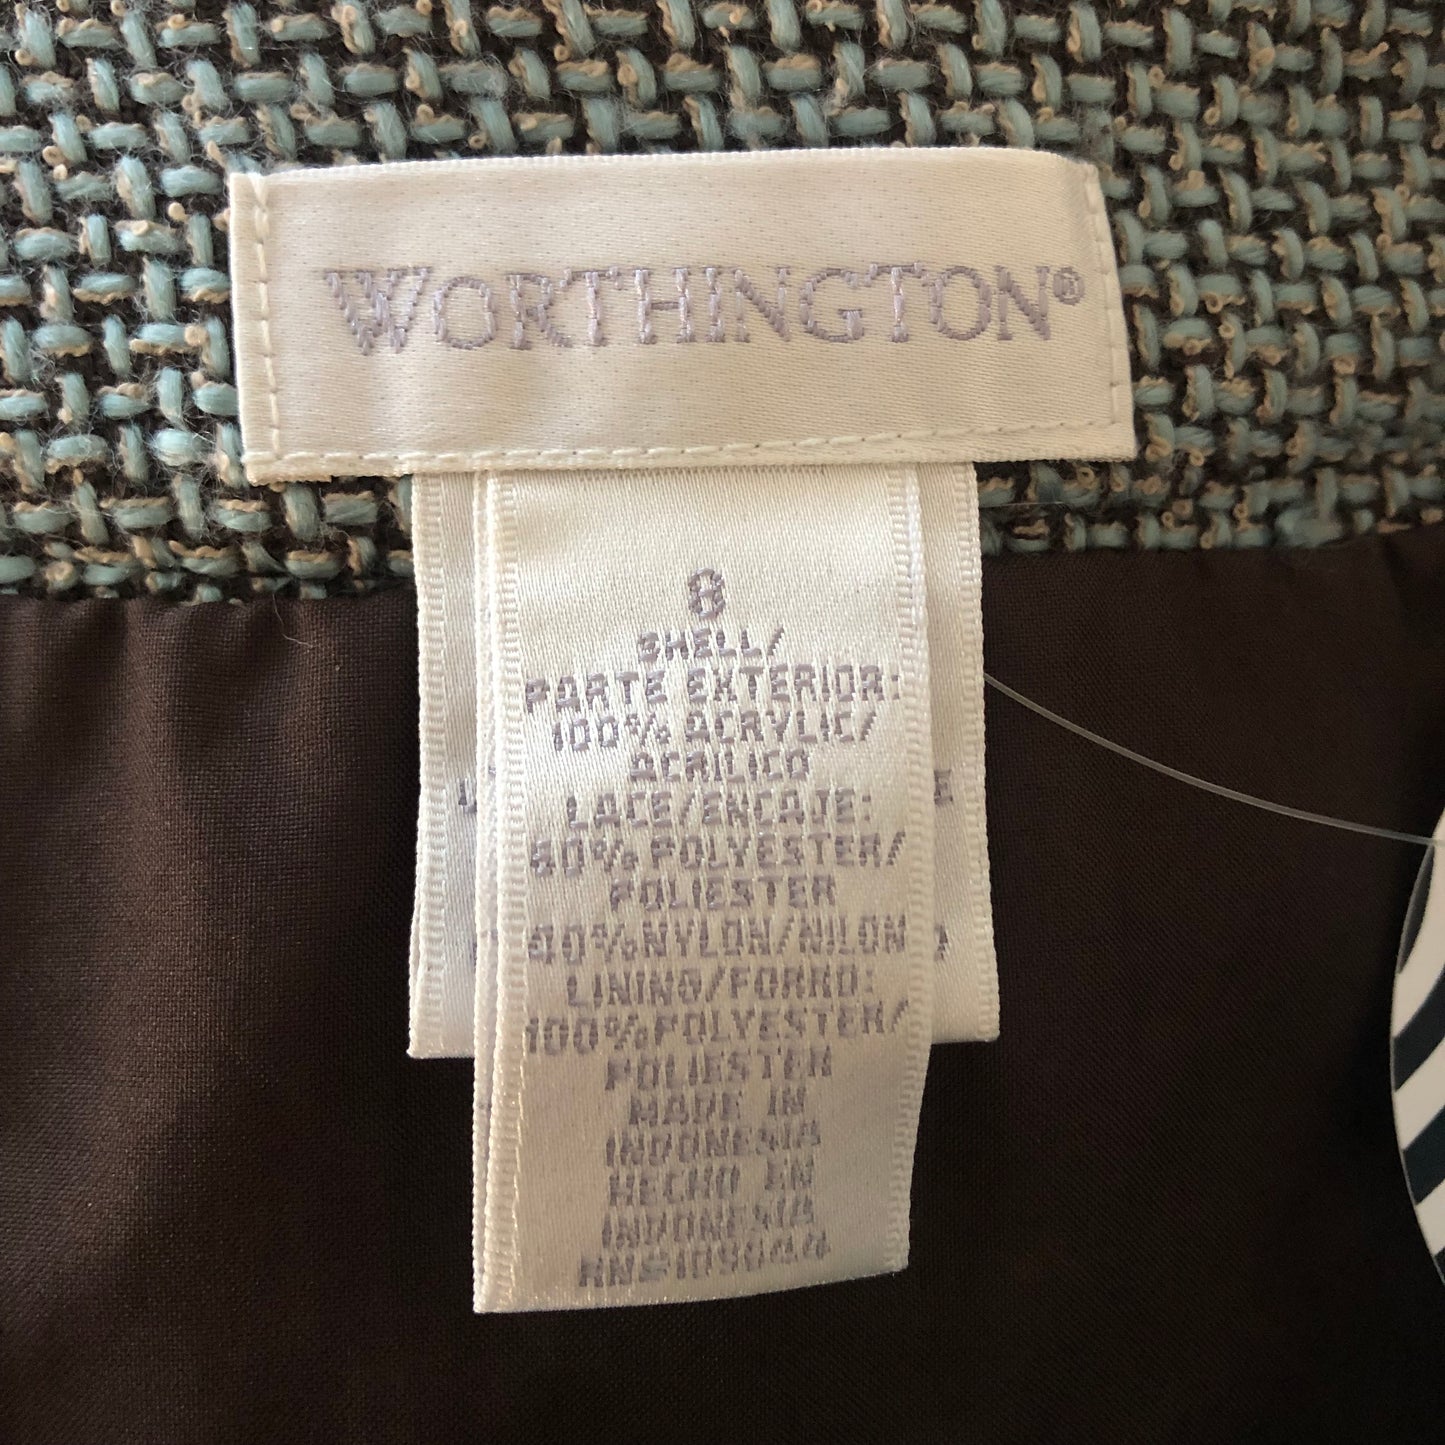 WORTHINGTON®
8
SHELL/
PARTE EXTERIOR:
100% ACRYLIC/
ACRILICO
LACE/ENCAJE:
60% POLYESTER/
POLIESTER
40% NYLON/NILON
LINING/FORRO:
100% POLYESTER/
POLIESTER
MADE IN
INDONESIA
HECHO EN
INDONESIA